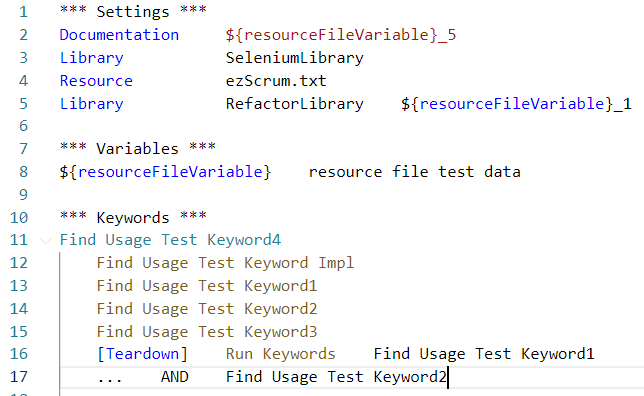 1 *** Settings ***
2 Documentation     ${resourceFileVariable}_5
3 Library           SeleniumLibrary
4 Resource          ezScrum.txt
5 Library           RefactorLibrary    ${resourceFileVariable}_1
6
7 *** Variables ***
8 ${resourceFileVariable}    resource file test data
9
10 *** Keywords ***
11 Find Usage Test Keyword4
12     Find Usage Test Keyword Impl
13     Find Usage Test Keyword1
14     Find Usage Test Keyword2
15     Find Usage Test Keyword3
16     [Teardown]    Run Keywords    Find Usage Test Keyword1
17     ...    AND    Find Usage Test Keyword2